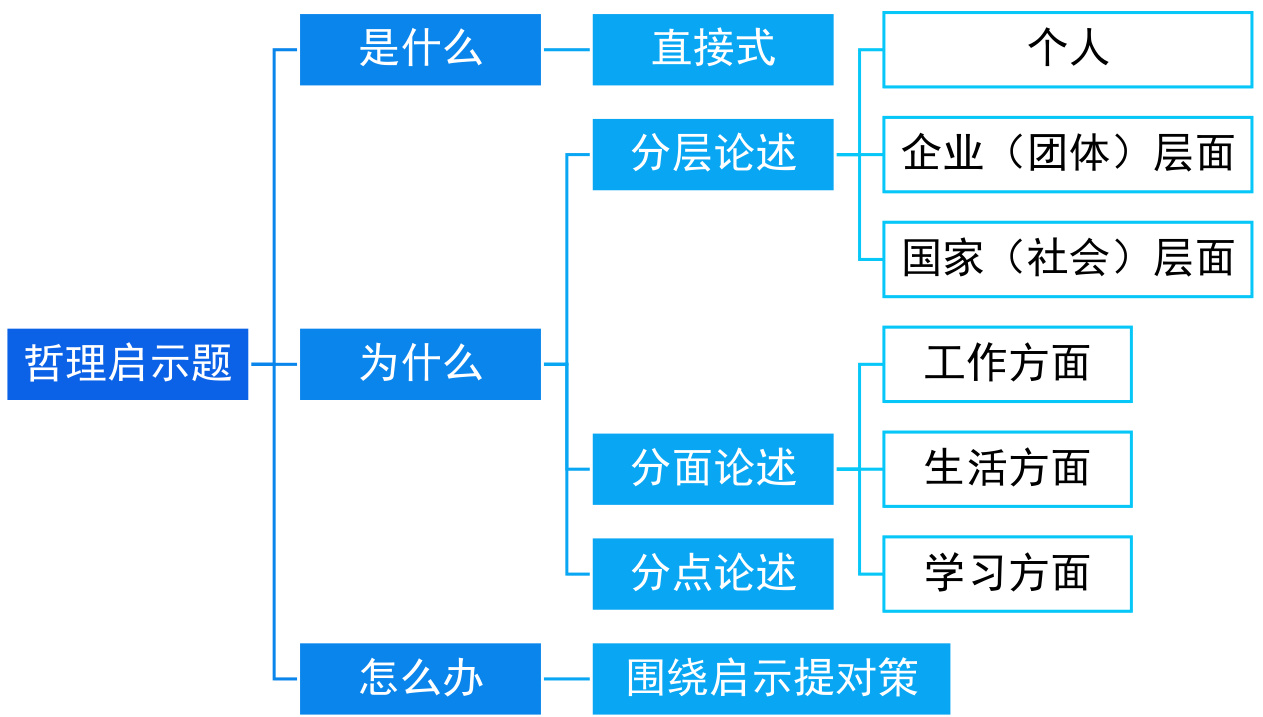 哲理启示题
是什么
直接式
为什么
分层论述
个人
企业（团体）层面
国家（社会）层面
分面论述
工作方面
生活方面
学习方面
分点论述
怎么办
围绕启示提对策